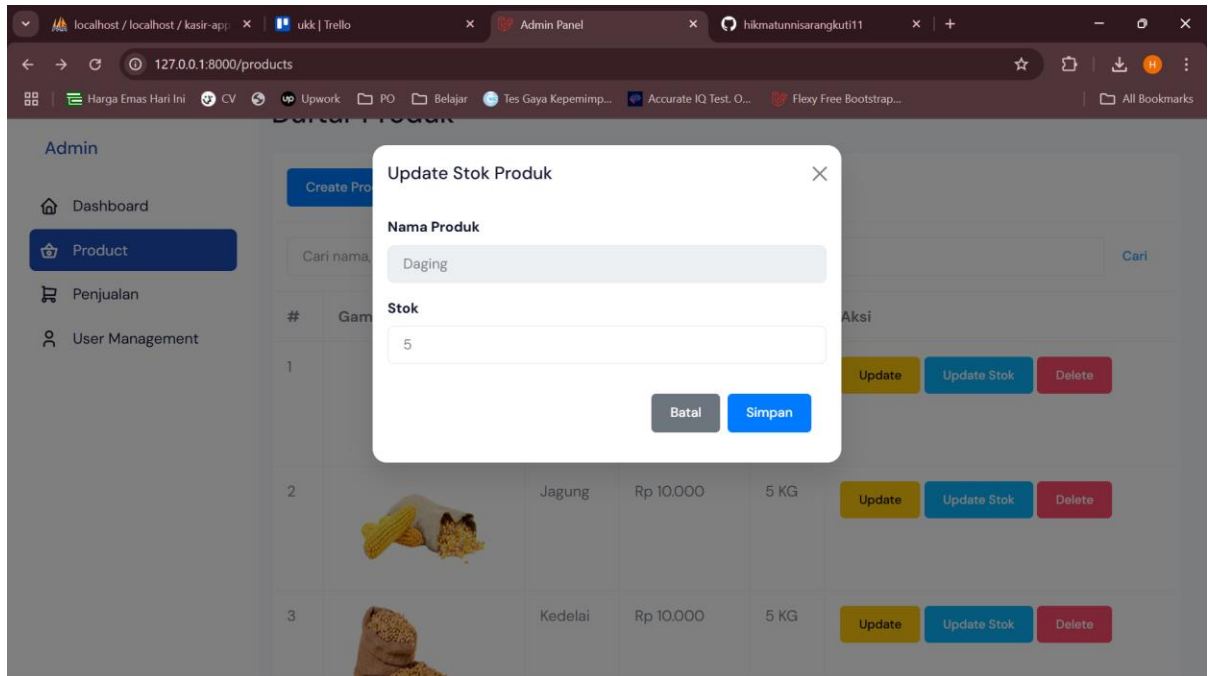 localhost / localhost / kasir-app
ukk | Trello
Admin Panel
hikmatunnisarangkuti11
127.0.0.1:8000/products
H
Harga Emas Hari Ini
CV
up Upwork
PO
Belajar
Tes Gaya Kepemimp...
Accurate IQ Test. O...
Flexy Free Bootstrap...
All Bookmarks
Admin
Dashboard
Product
Penjualan
User Management
Daftar Produk
Create Pro
Cari nama,
Cari
Update Stok Produk
Nama Produk
Daging
Stok
5
Batal
Simpan
# Gam Aksi
1 Update Update Stok Delete
2 Jagung Rp 10.000 5 KG Update Update Stok Delete
3 Kedelai Rp 10.000 5 KG Update Update Stok Delete